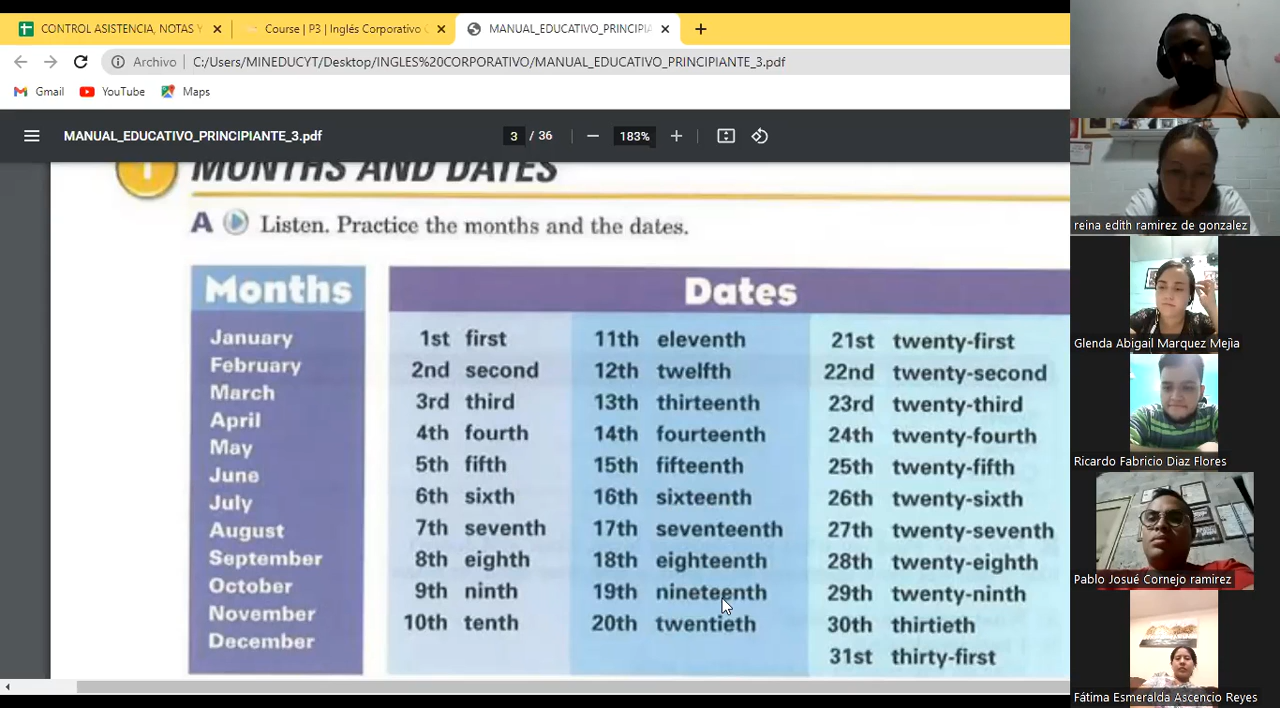 CONTROL ASISTENCIA, NOTAS Y
Course | P3 | Inglés Corporativo
MANUAL_EDUCATIVO_PRINCIPIA
Archivo
C:/Users/MINEDUCYT/Desktop/INGLES%20CORPORATIVO/MANUAL_EDUCATIVO_PRINCIPIANTE_3.pdf
Gmail
YouTube
Maps
MANUAL_EDUCATIVO_PRINCIPIANTE_3.pdf
3 / 36
183%
1 MONTHS AND DATES
A Listen. Practice the months and the dates.
Months
January
February
March
April
May
June
July
August
September
October
November
December
Dates
1st first
2nd second
3rd third
4th fourth
5th fifth
6th sixth
7th seventh
8th eighth
9th ninth
10th tenth
11th eleventh
12th twelfth
13th thirteenth
14th fourteenth
15th fifteenth
16th sixteenth
17th seventeenth
18th eighteenth
19th nineteenth
20th twentieth
21st twenty-first
22nd twenty-second
23rd twenty-third
24th twenty-fourth
25th twenty-fifth
26th twenty-sixth
27th twenty-seventh
28th twenty-eighth
29th twenty-ninth
30th thirtieth
31st thirty-first
reina edith ramirez de gonzalez
Glenda Abigail Marquez Mejia
Ricardo Fabricio Diaz Flores
Pablo Josué Cornejo ramirez
Fátima Esmeralda Ascencio Reyes